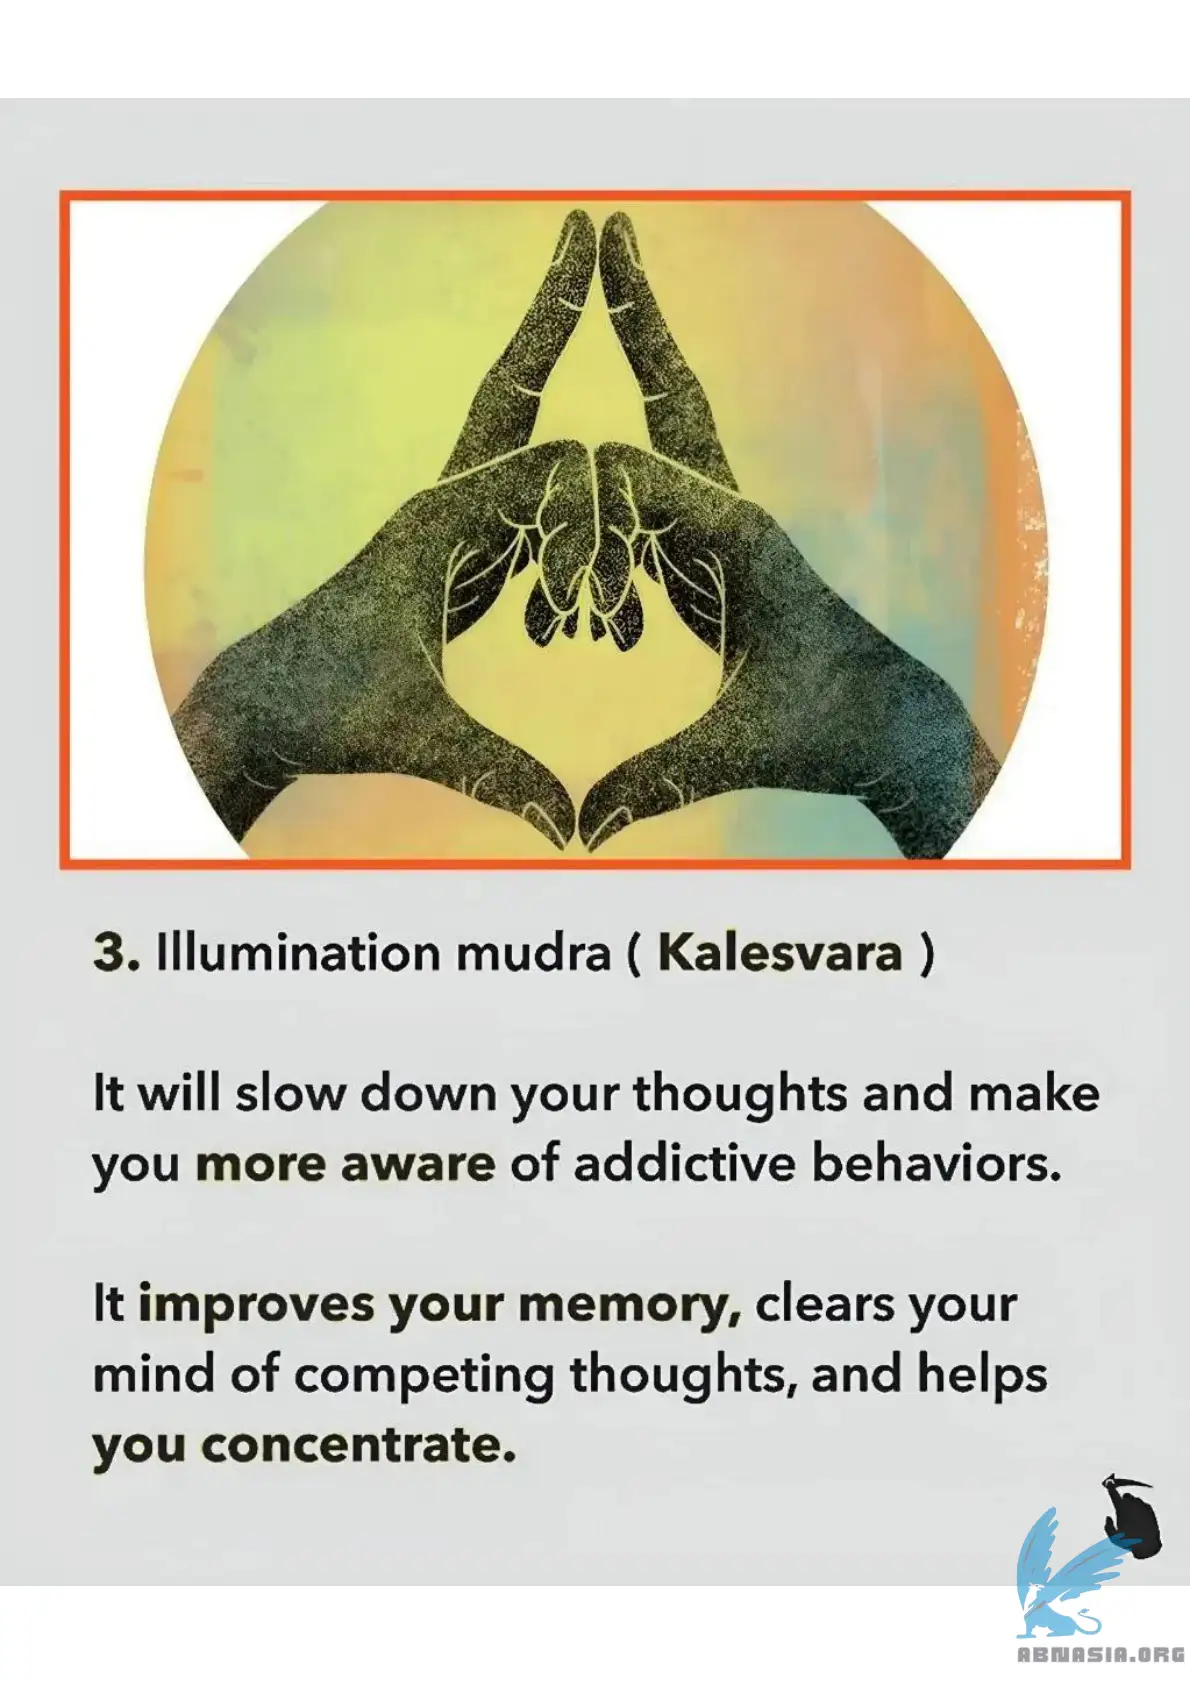 3. Illumination mudra ( Kalesvara )
It will slow down your thoughts and make
you more aware of addictive behaviors.
It improves your memory, clears your
mind of competing thoughts, and helps
you concentrate.
ABNASIA.ORG